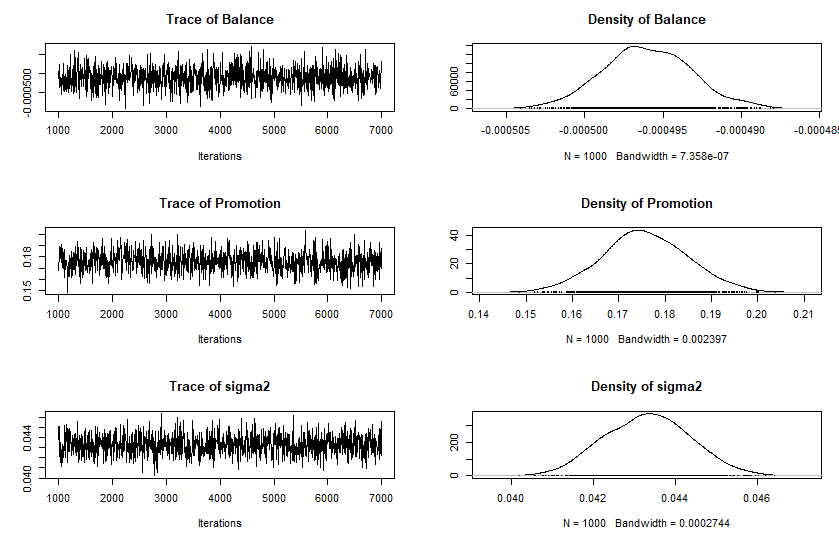 Trace of Balance
-0.000500
1000 2000 3000 4000 5000 6000 7000
Iterations
Density of Balance
60000
0
-0.000505 -0.000500 -0.000495 -0.000490 -0.00048
N = 1000 Bandwidth = 7.358e-07
Trace of Promotion
0.18
0.15
1000 2000 3000 4000 5000 6000 7000
Iterations
Density of Promotion
40
20
0
0.14 0.15 0.16 0.17 0.18 0.19 0.20 0.21
N = 1000 Bandwidth = 0.002397
Trace of sigma2
0.044
0.040
1000 2000 3000 4000 5000 6000 7000
Iterations
Density of sigma2
200
0
0.040 0.042 0.044 0.046
N = 1000 Bandwidth = 0.0002744